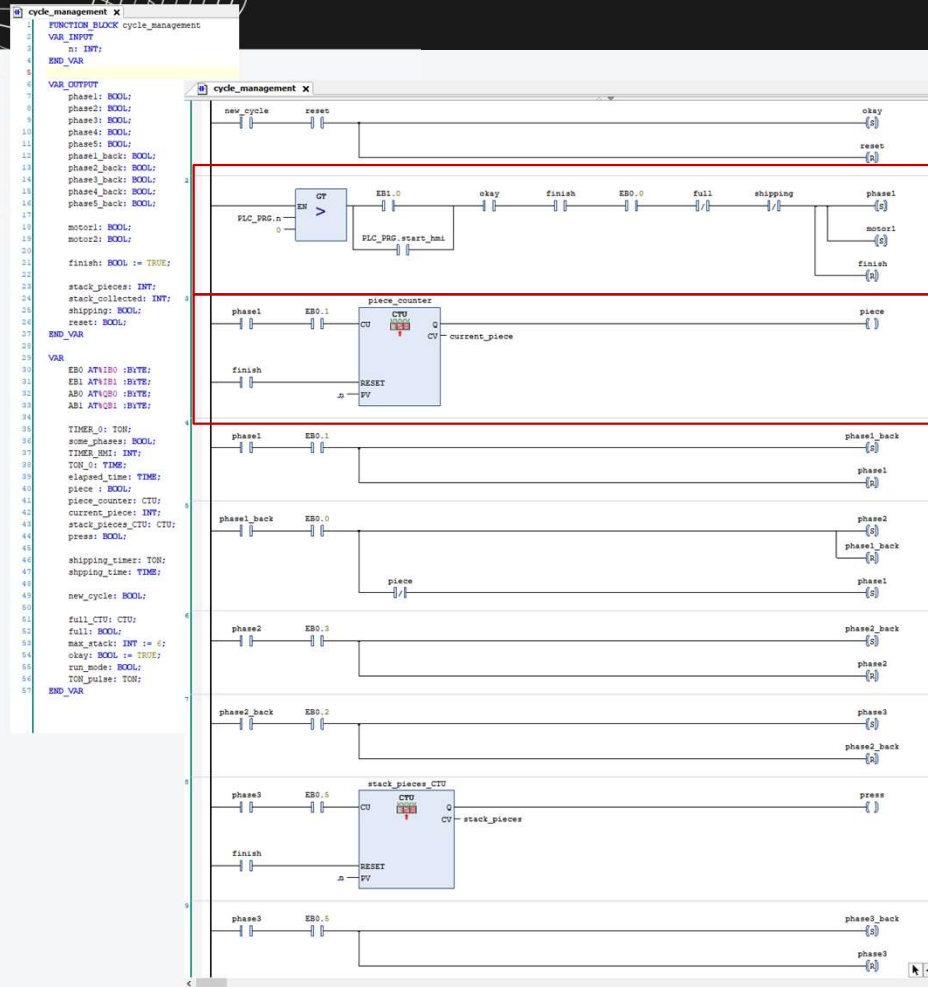 cycle_management X
1 FUNCTION_BLOCK cycle_management
2 VAR_INPUT
3 n: INT;
4 END_VAR
5
6 VAR_OUTPUT
7 phase1: BOOL;
8 phase2: BOOL;
9 phase3: BOOL;
10 phase4: BOOL;
11 phase5: BOOL;
12 phase1_back: BOOL;
13 phase2_back: BOOL;
14 phase3_back: BOOL;
15 phase4_back: BOOL;
16 phase5_back: BOOL;
17
18 motor1: BOOL;
19 motor2: BOOL;
20
21 finish: BOOL := TRUE;
22
23 stack_pieces: INT;
24 stack_collected: INT;
25 shipping: BOOL;
26 reset: BOOL;
27 END_VAR
28
29 VAR
30 EB0 AT%IB0 :BYTE;
31 EB1 AT%IB1 :BYTE;
32 AB0 AT%QB0 :BYTE;
33 AB1 AT%QB1 :BYTE;
34
35 TIMER_0: TON;
36 some_phases: BOOL;
37 TIMER_HMI: INT;
38 TON_0: TIME;
39 elapsed_time: TIME;
40 piece : BOOL;
41 piece_counter: CTU;
42 current_piece: INT;
43 stack_pieces_CTU: CTU;
44 press: BOOL;
45
46 shipping_timer: TON;
47 shpping_time: TIME;
48
49 new_cycle: BOOL;
50
51 full_CTU: CTU;
52 full: BOOL;
53 max_stack: INT := 6;
54 okay: BOOL := TRUE;
55 run_mode: BOOL;
56 TON_pulse: TON;
57 END_VAR
cycle_management X
new_cycle reset okay
S
reset
R
2
GT EB1.0 okay finish EB0.0 full shipping phase1
EN > S
PLC_PRG.n
0 PLC_PRG.start_hmi motor1
S
finish
R
3
piece_counter
phase1 EB0.1 CTU piece
CU Q
CV current_piece
finish
RESET
n PV
4
phase1 EB0.1 phase1_back
S
phase1
R
5
phase1_back EB0.0 phase2
S
phase1_back
R
piece phase1
S
6
phase2 EB0.3 phase2_back
S
phase2
R
7
phase2_back EB0.2 phase3
S
phase2_back
R
8
stack_pieces_CTU
phase3 EB0.5 CTU press
CU Q
CV stack_pieces
finish
RESET
n PV
9
phase3 EB0.5 phase3_back
S
phase3
R